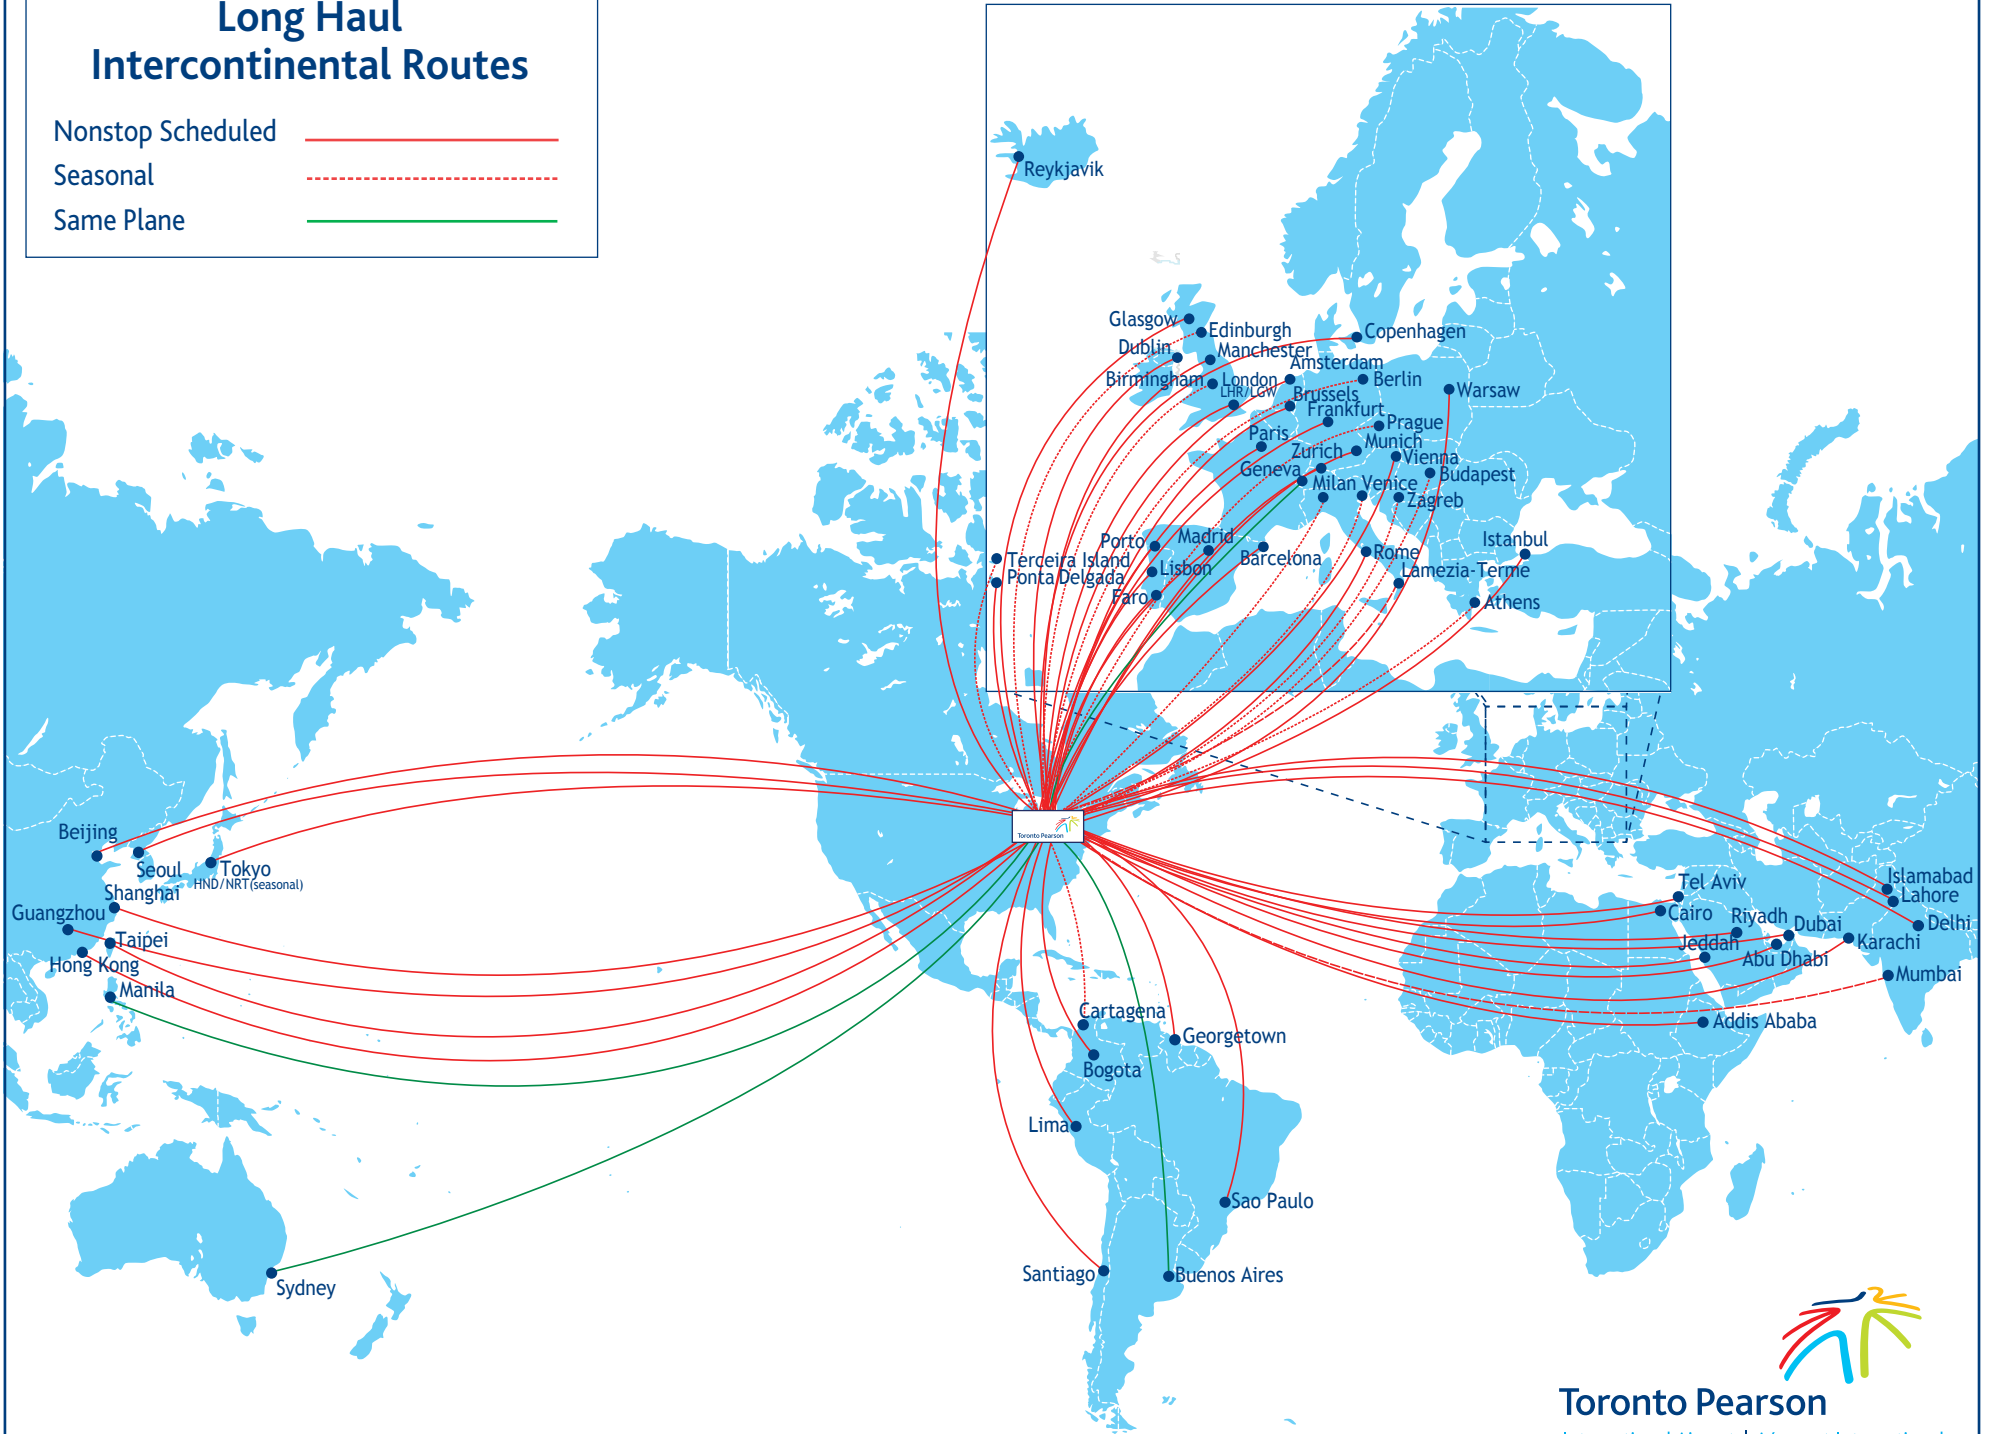 Long Haul
Intercontinental Routes
Nonstop Scheduled
Seasonal
Same Plane
Reykjavik
Glasgow
Edinburgh
Copenhagen
Dublin
Manchester
Amsterdam
Birmingham
London
LHR/LGW
Berlin
Brussels
Warsaw
Frankfurt
Prague
Paris
Munich
Zurich
Vienna
Geneva
Budapest
Milan
Venice
Zagreb
Porto
Madrid
Barcelona
Rome
Istanbul
Terceira Island
Ponta Delgada
Lisbon
Lamezia-Terme
Faro
Athens
Toronto Pearson
Beijing
Seoul
Tokyo
HND/NRT(seasonal)
Shanghai
Guangzhou
Taipei
Hong Kong
Manila
Sydney
Tel Aviv
Cairo
Riyadh
Dubai
Jeddah
Abu Dhabi
Islamabad
Lahore
Delhi
Karachi
Mumbai
Addis Ababa
Cartagena
Georgetown
Bogota
Lima
Sao Paulo
Santiago
Buenos Aires
Toronto Pearson